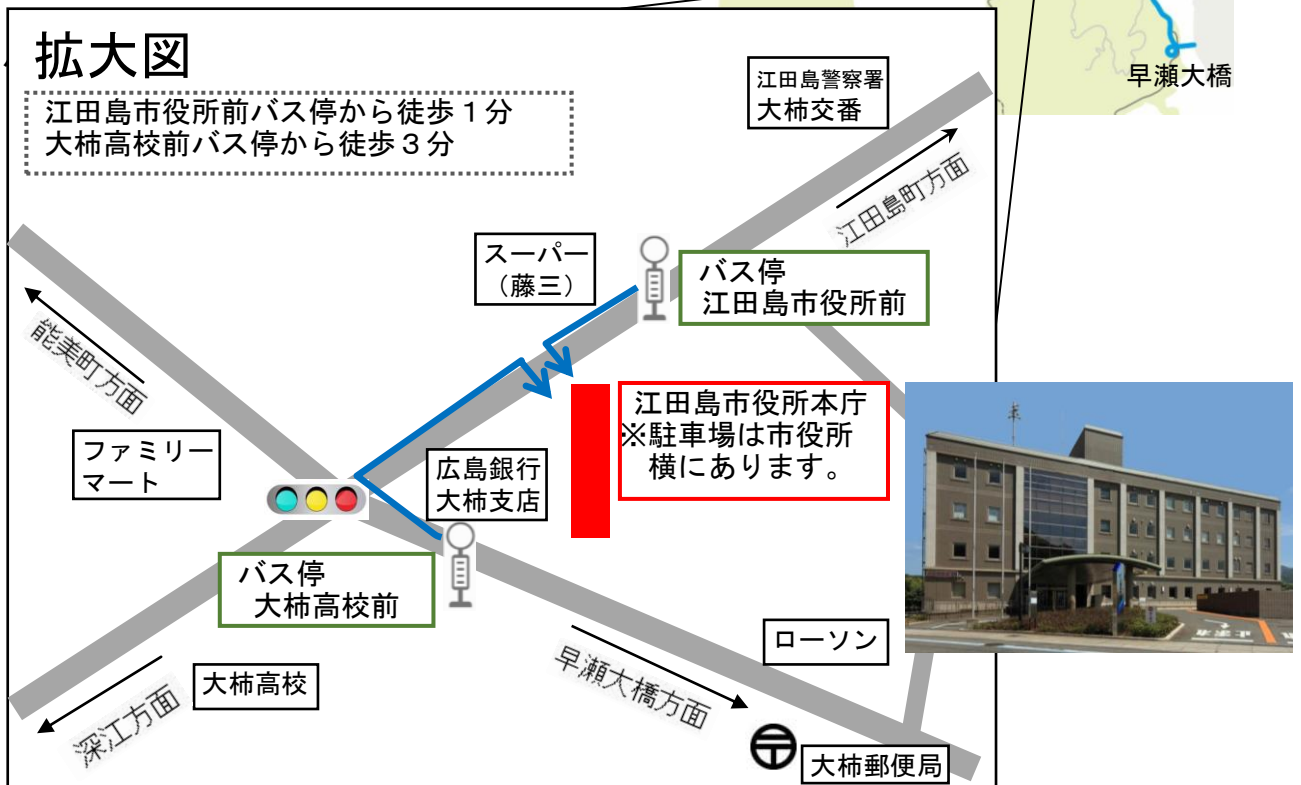 拡大図
江田島市役所前バス停から徒歩１分
大柿高校前バス停から徒歩３分
早瀬大橋
江田島警察署
大柿交番
江田島町方面
スーパー
（藤三）
バス停
江田島市役所前
能美町方面
江田島市役所本庁
※駐車場は市役所
横にあります。
ファミリー
マート
広島銀行
大柿支店
バス停
大柿高校前
ローソン
早瀬大橋方面
大柿高校
深江方面
大柿郵便局